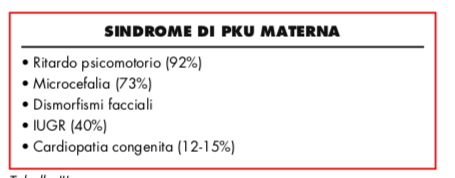 SINDROME DI PKU MATERNA
• Ritardo psicomotorio (92%)
• Microcefalia (73%)
• Dismorfismi facciali
• IUGR (40%)
• Cardiopatia congenita (12-15%)